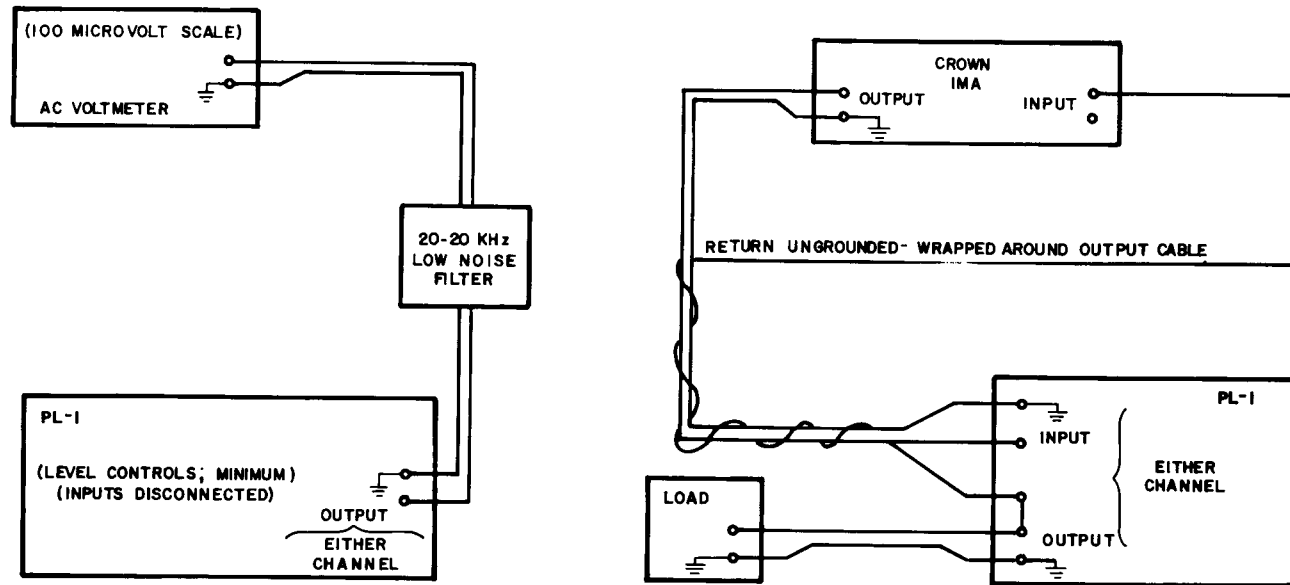 (100 MICROVOLT SCALE)
AC VOLTMETER
20-20 KHz
LOW NOISE
FILTER
PL-1
(LEVEL CONTROLS; MINIMUM)
(INPUTS DISCONNECTED)
OUTPUT
EITHER
CHANNEL
CROWN
IMA
OUTPUT
INPUT
RETURN UNGROUNDED- WRAPPED AROUND OUTPUT CABLE
PL-1
INPUT
EITHER
CHANNEL
OUTPUT
LOAD